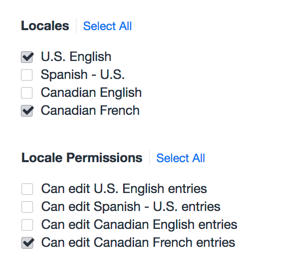 Locales Select All
U.S. English
Spanish - U.S.
Canadian English
Canadian French
Locale Permissions Select All
Can edit U.S. English entries
Can edit Spanish - U.S. entries
Can edit Canadian English entries
Can edit Canadian French entries